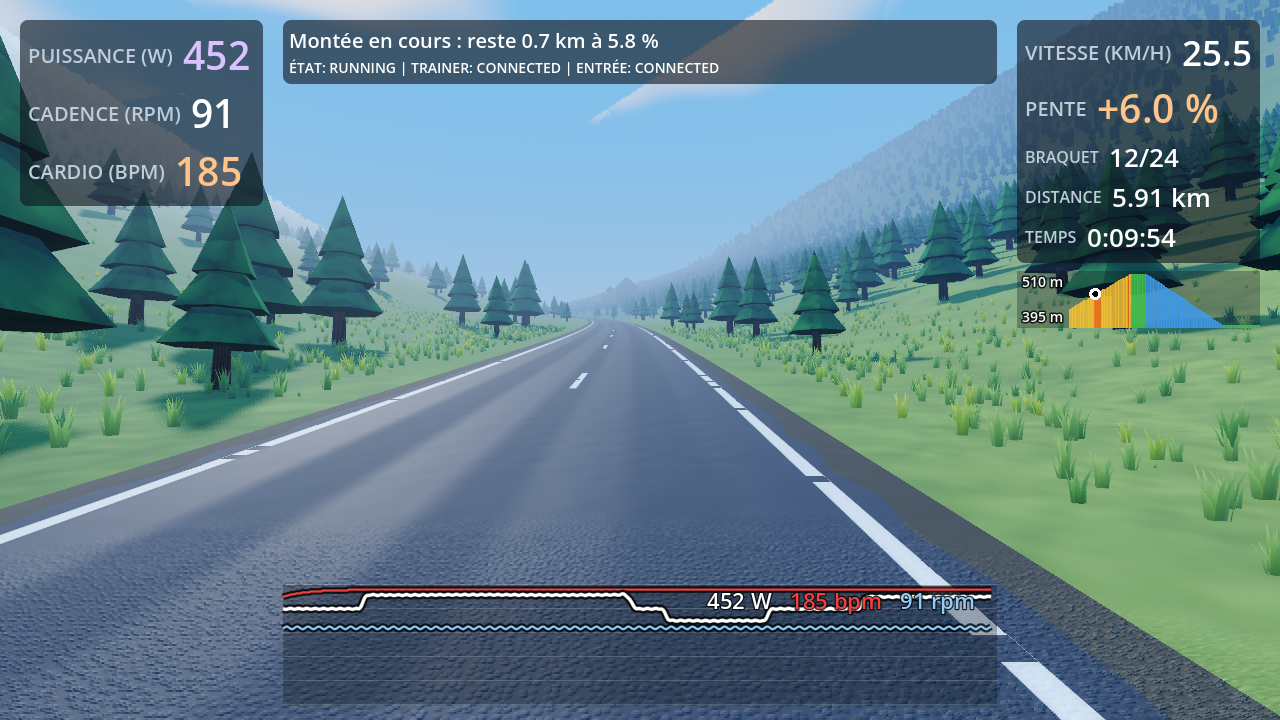 PUISSANCE (W) 452
CADENCE (RPM) 91
CARDIO (BPM) 185
Montée en cours : reste 0.7 km à 5.8 %
ÉTAT: RUNNING | TRAINER: CONNECTED | ENTRÉE: CONNECTED
VITESSE (KM/H) 25.5
PENTE +6.0 %
BRAQUET 12/24
DISTANCE 5.91 km
TEMPS 0:09:54
510 m
395 m
452 W 185 bpm 91 rpm